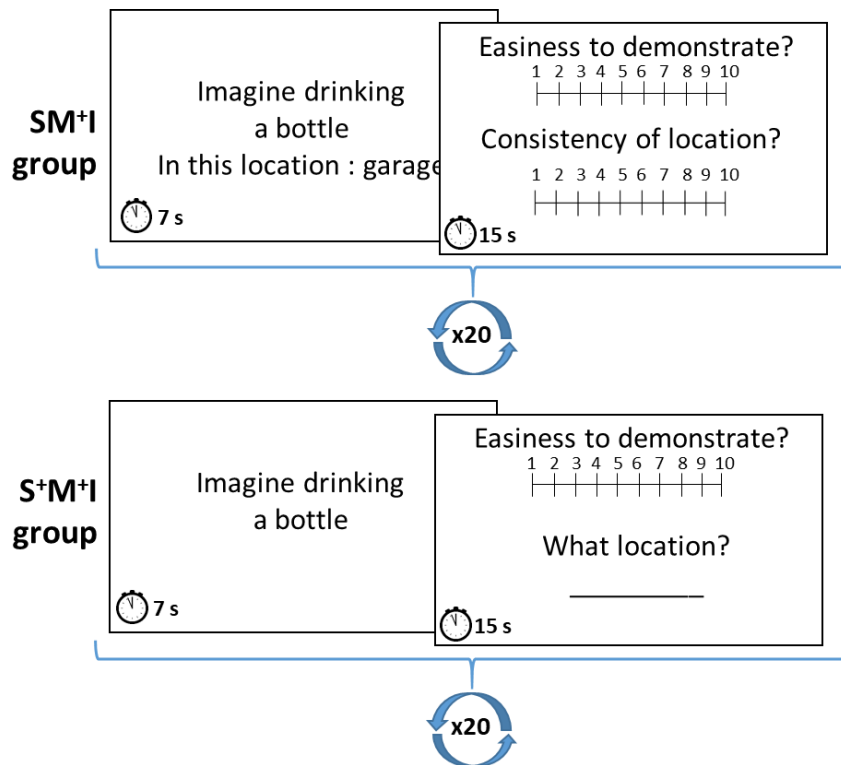 SM⁺I
group
Imagine drinking
a bottle
In this location : garage
7 s
Easiness to demonstrate?
1 2 3 4 5 6 7 8 9 10
Consistency of location?
1 2 3 4 5 6 7 8 9 10
15 s
x20
S⁺M⁺I
group
Imagine drinking
a bottle
7 s
Easiness to demonstrate?
1 2 3 4 5 6 7 8 9 10
What location?
15 s
x20